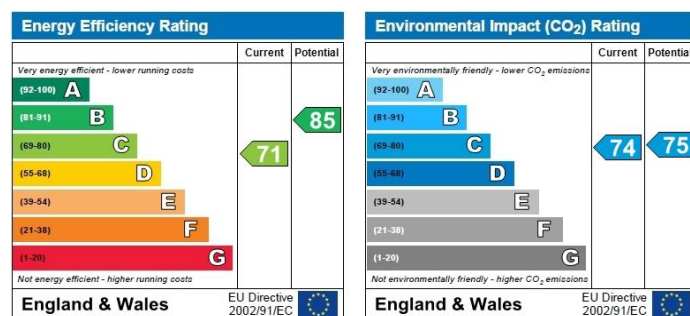 Energy Efficiency Rating
Current Potential
Very energy efficient - lower running costs
(92-100) A
(81-91) B
(69-80) C
(55-68) D
(39-54) E
(21-38) F
(1-20) G
71
85
Not energy efficient - higher running costs
England & Wales
EU Directive
2002/91/EC
Environmental Impact (CO₂) Rating
Current Potential
Very environmentally friendly - lower CO₂ emissions
(92-100) A
(81-91) B
(69-80) C
(55-68) D
(39-54) E
(21-38) F
(1-20) G
74
75
Not environmentally friendly - higher CO₂ emissions
England & Wales
EU Directive
2002/91/EC